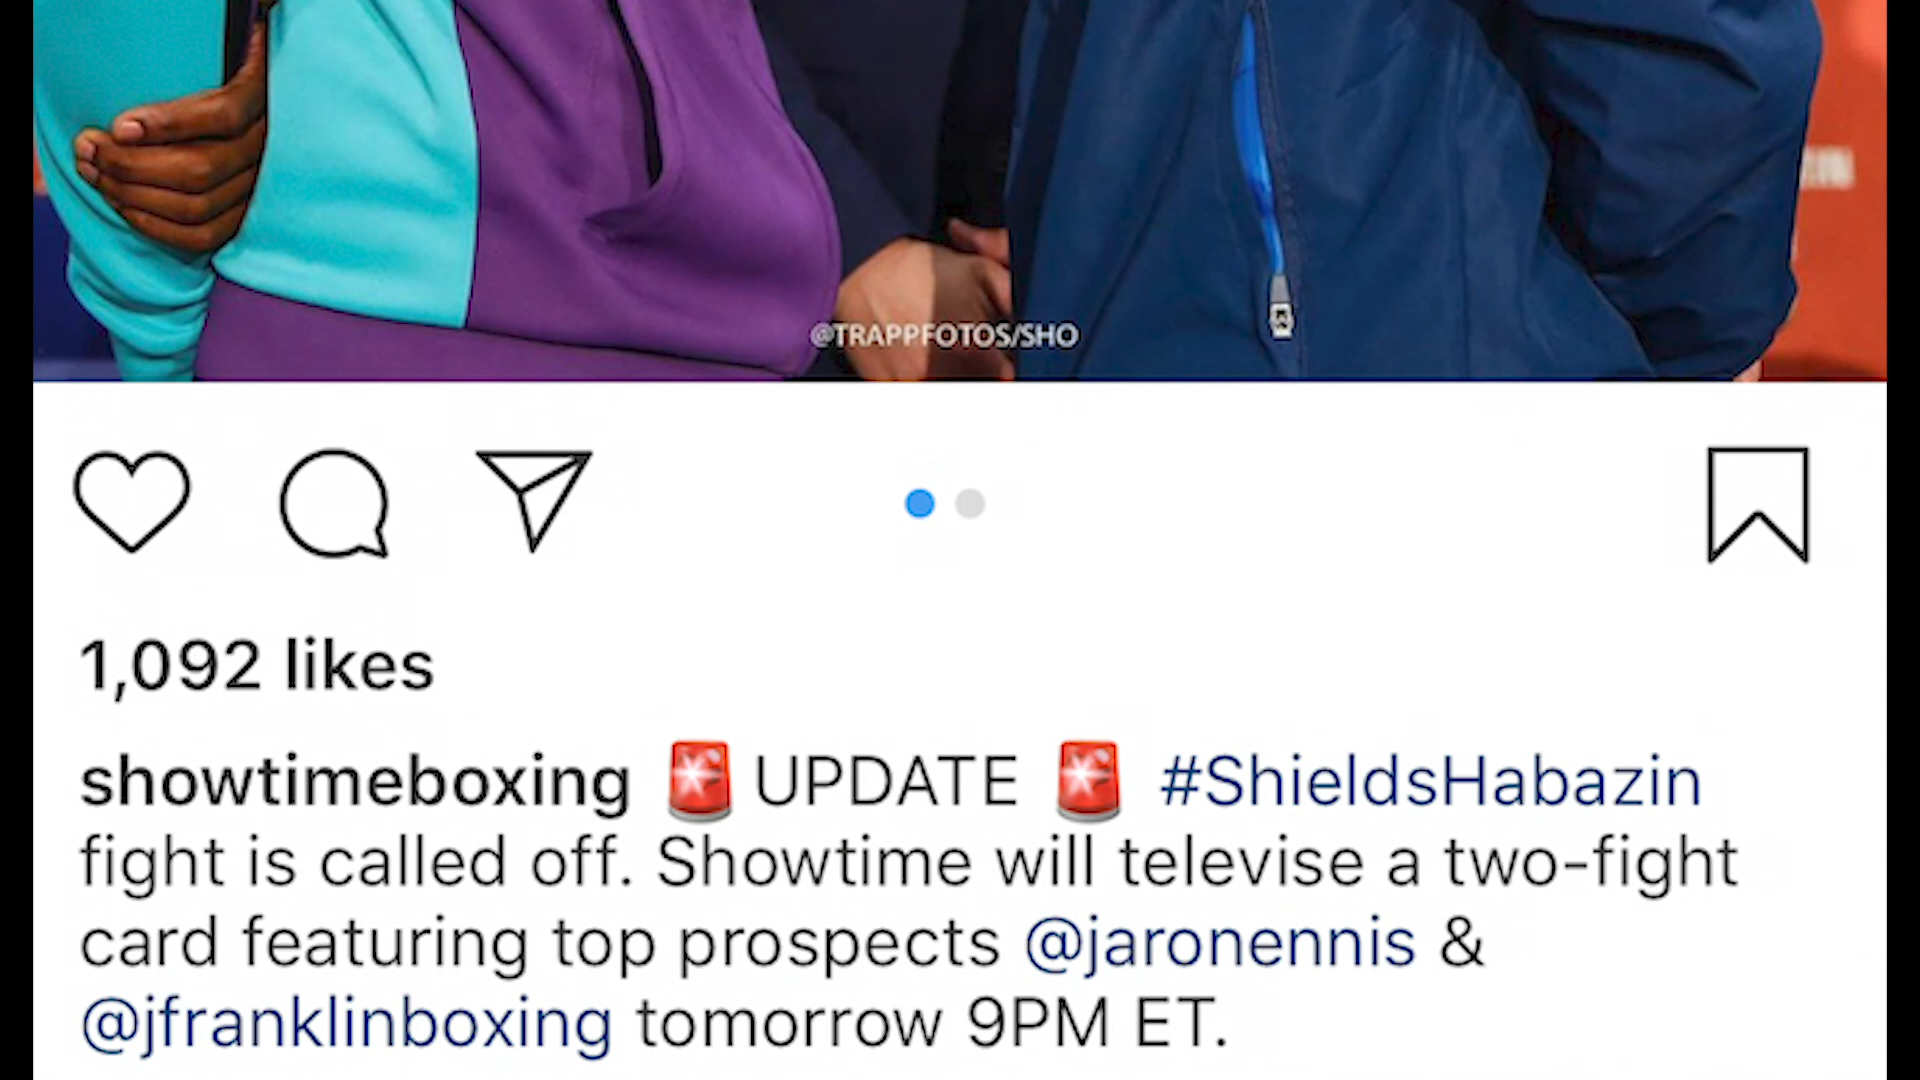 @TRAPPFOTOS/SHO
1,092 likes
showtimeboxing 🚨 UPDATE 🚨 #ShieldsHabazin
fight is called off. Showtime will televise a two-fight
card featuring top prospects @jaronennis &
@jfranklinboxing tomorrow 9PM ET.